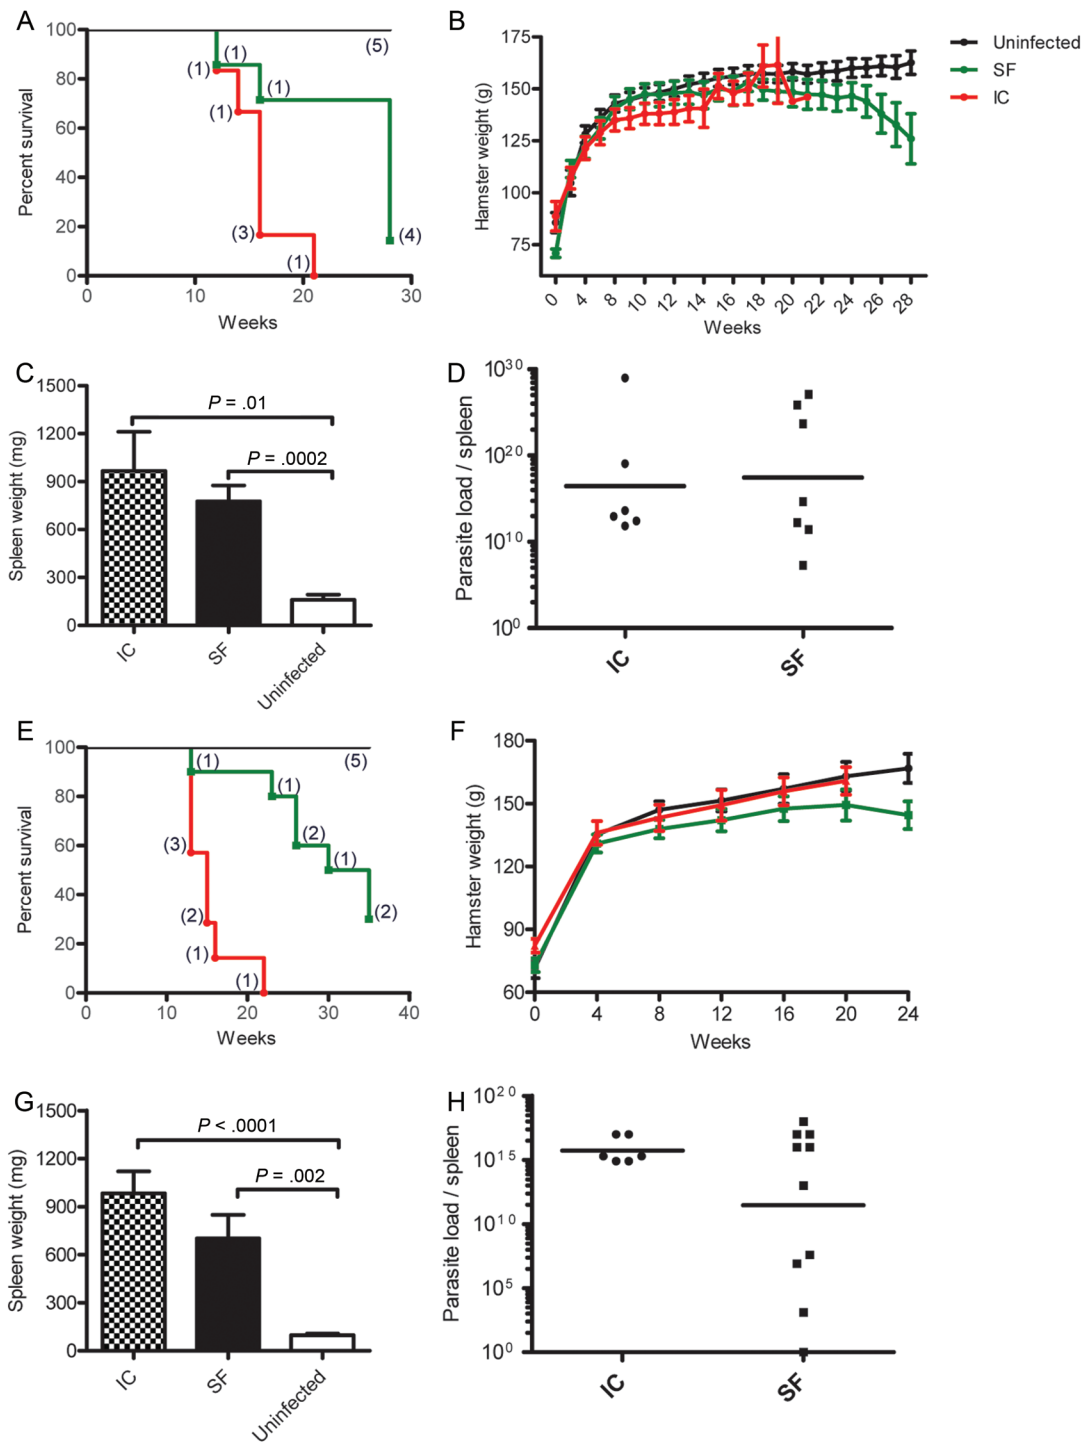 A
100
80
60
40
20
0
Percent survival
(5)
(1)
(1)
(1)
(1)
(3)
(4)
(1)
0 10 20 30
Weeks
B
175
150
125
100
75
Hamster weight (g)
0 4 8 10 12 14 16 18 20 22 24 26 28
Weeks
Uninfected
SF
IC
C
1500
1200
900
600
300
0
Spleen weight (mg)
P = .01
P = .0002
IC SF Uninfected
D
10³⁰
10²⁰
10¹⁰
10⁰
Parasite load / spleen
IC SF
E
100
80
60
40
20
0
Percent survival
(5)
(1)
(1)
(2)
(3)
(1)
(2)
(2)
(1)
(1)
0 10 20 30 40
Weeks
F
180
150
120
90
60
Hamster weight (g)
0 4 8 12 16 20 24
Weeks
G
1500
1200
900
600
300
0
Spleen weight (mg)
P < .0001
P = .002
IC SF Uninfected
H
10²⁰
10¹⁵
10¹⁰
10⁵
10⁰
Parasite load / spleen
IC SF